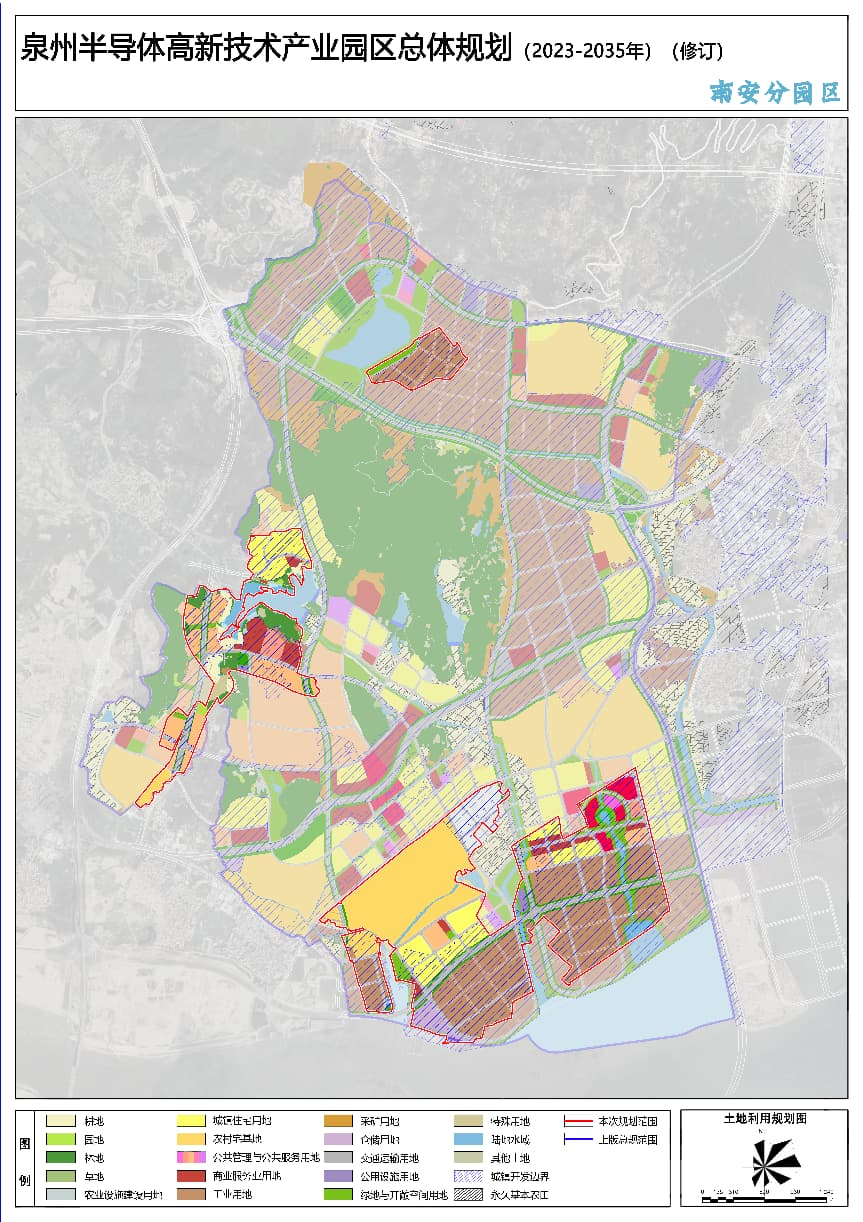 泉州半导体高新技术产业园区总体规划（2023-2035年）（修订）
南安分园区
图例
耕地
园地
林地
草地
农业设施建设用地
城镇住宅用地
农村宅基地
公共管理与公共服务用地
商业服务业用地
工业用地
采矿用地
仓储用地
交通运输用地
公用设施用地
绿地与开敞空间用地
特殊用地
陆地水域
其他土地
城镇开发边界
永久基本农田
本次规划范围
上版总规范围
土地利用规划图
N